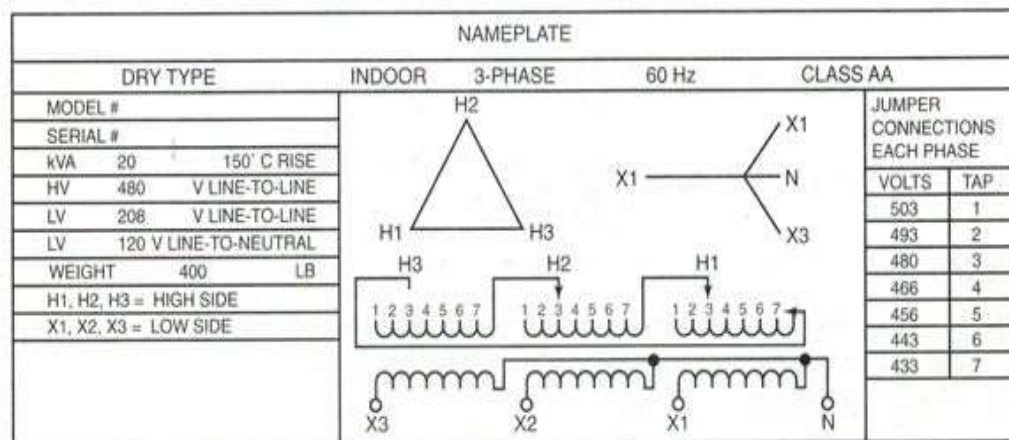 NAMEPLATE
DRY TYPE INDOOR 3-PHASE 60 Hz CLASS AA
MODEL #
SERIAL #
kVA 20 150° C RISE
HV 480 V LINE-TO-LINE
LV 208 V LINE-TO-LINE
LV 120 V LINE-TO-NEUTRAL
WEIGHT 400 LB
H1, H2, H3 = HIGH SIDE
X1, X2, X3 = LOW SIDE
H2
H1 H3
X1
X1 N
X3
H3 H2 H1
1 2 3 4 5 6 7 1 2 3 4 5 6 7 1 2 3 4 5 6 7
X3 X2 X1 N
JUMPER
CONNECTIONS
EACH PHASE
VOLTS TAP
503 1
493 2
480 3
466 4
456 5
443 6
433 7